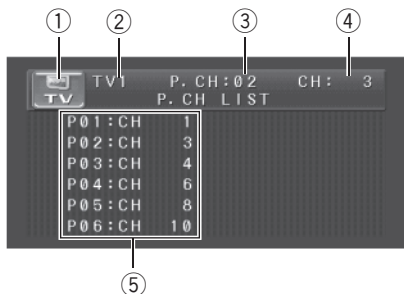 ① ② ③ ④
TV TV1 P.CH:02 CH: 3
P.CH LIST
P01:CH 1
P02:CH 3
P03:CH 4
P04:CH 6
P05:CH 8
P06:CH 10
⑤